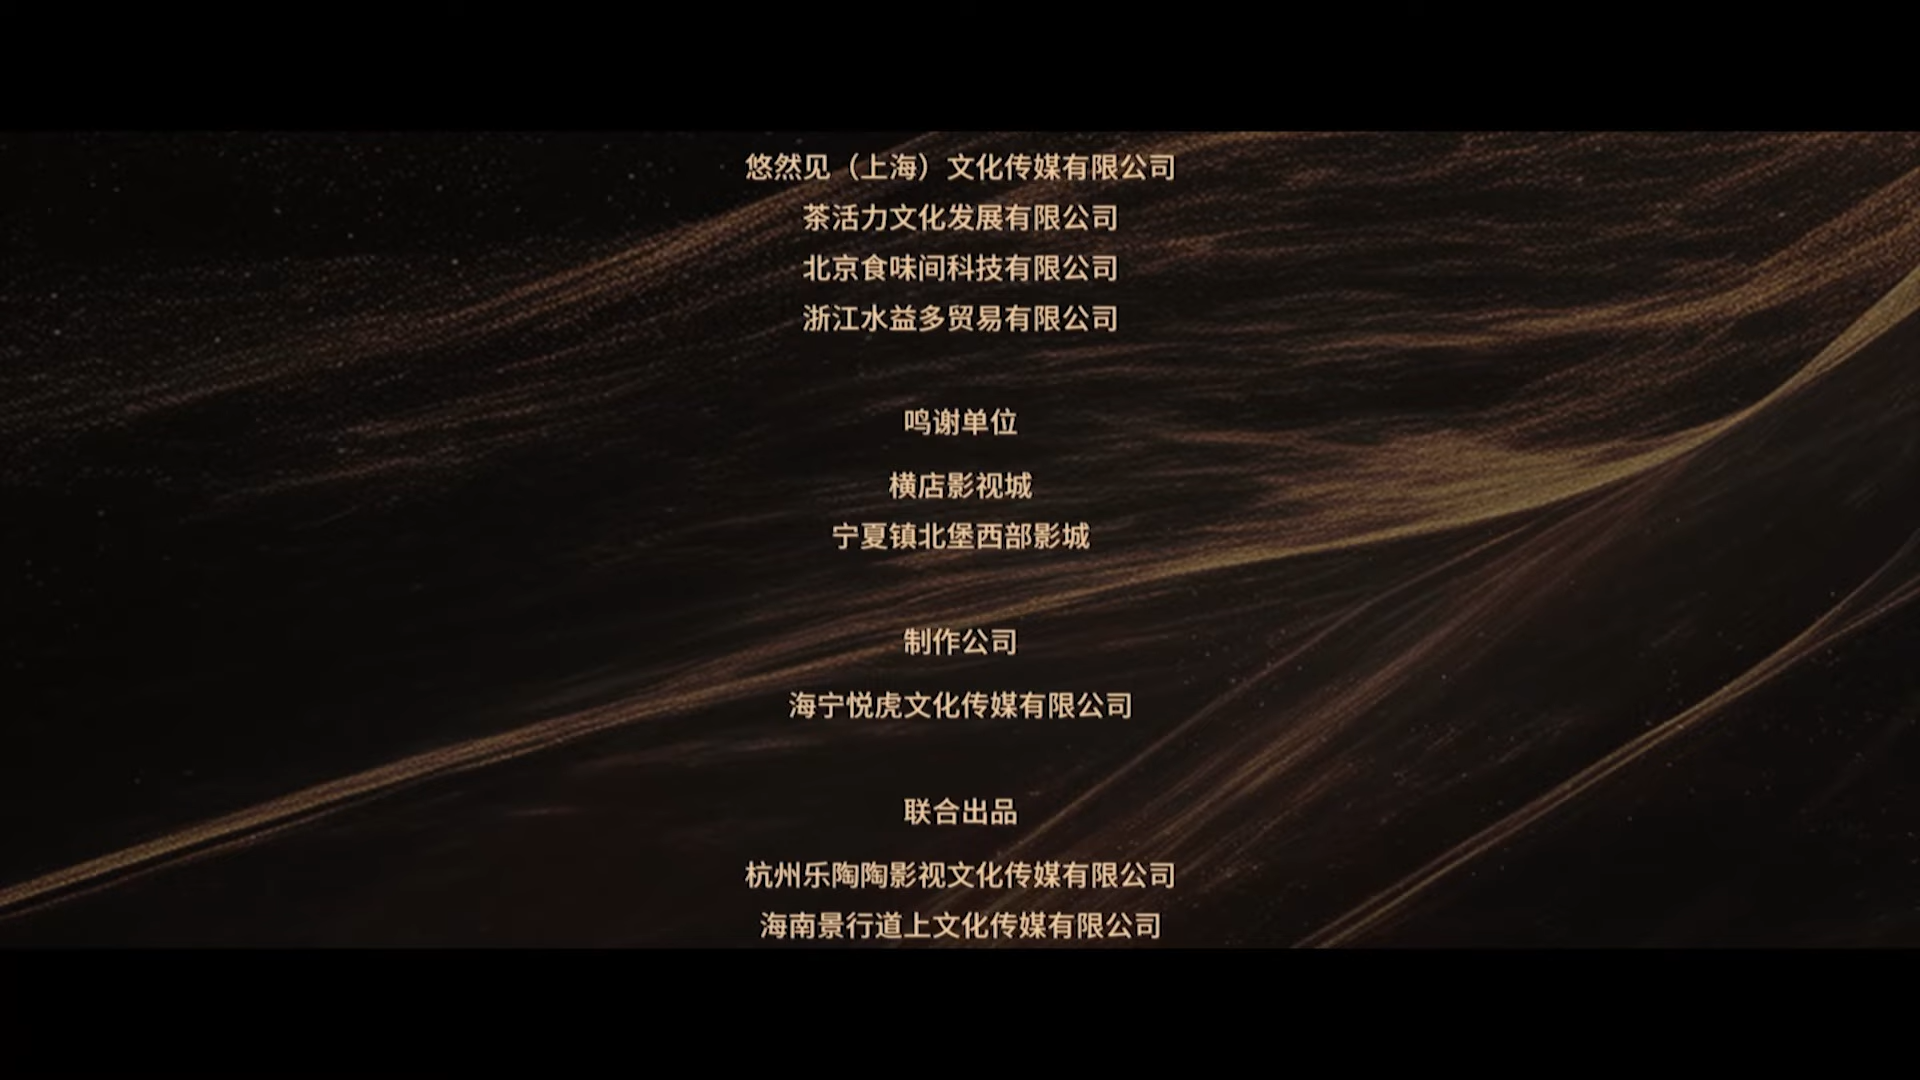 悠然见（上海）文化传媒有限公司
茶活力文化发展有限公司
北京食味间科技有限公司
浙江水益多贸易有限公司
鸣谢单位
横店影视城
宁夏镇北堡西部影城
制作公司
海宁悦虎文化传媒有限公司
联合出品
杭州乐陶陶影视文化传媒有限公司
海南景行道上文化传媒有限公司